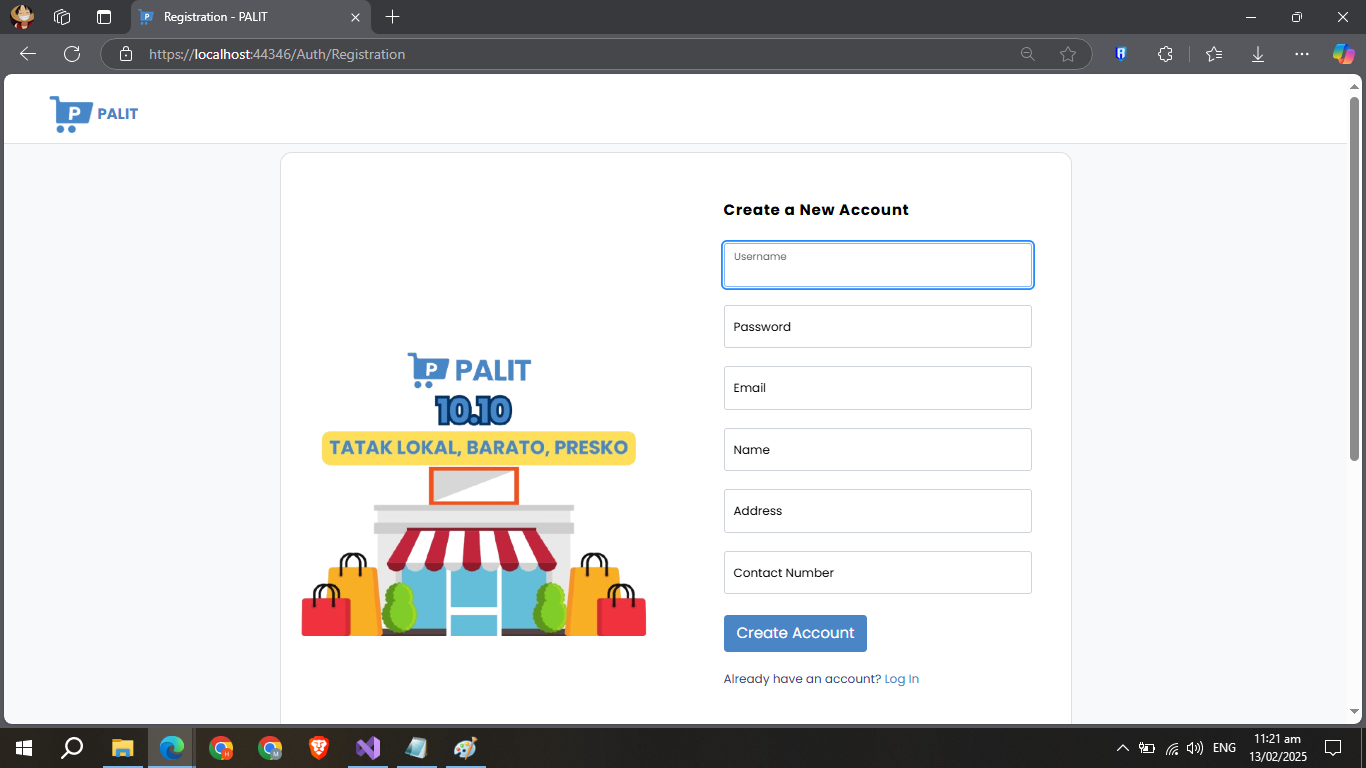 Registration - PALIT
https://localhost:44346/Auth/Registration
P PALIT
Create a New Account
Username
Password
Email
Name
Address
Contact Number
Create Account
Already have an account? Log In
P PALIT
10.10
TATAK LOKAL, BARATO, PRESKO
H
M
ENG
11:21 am
13/02/2025